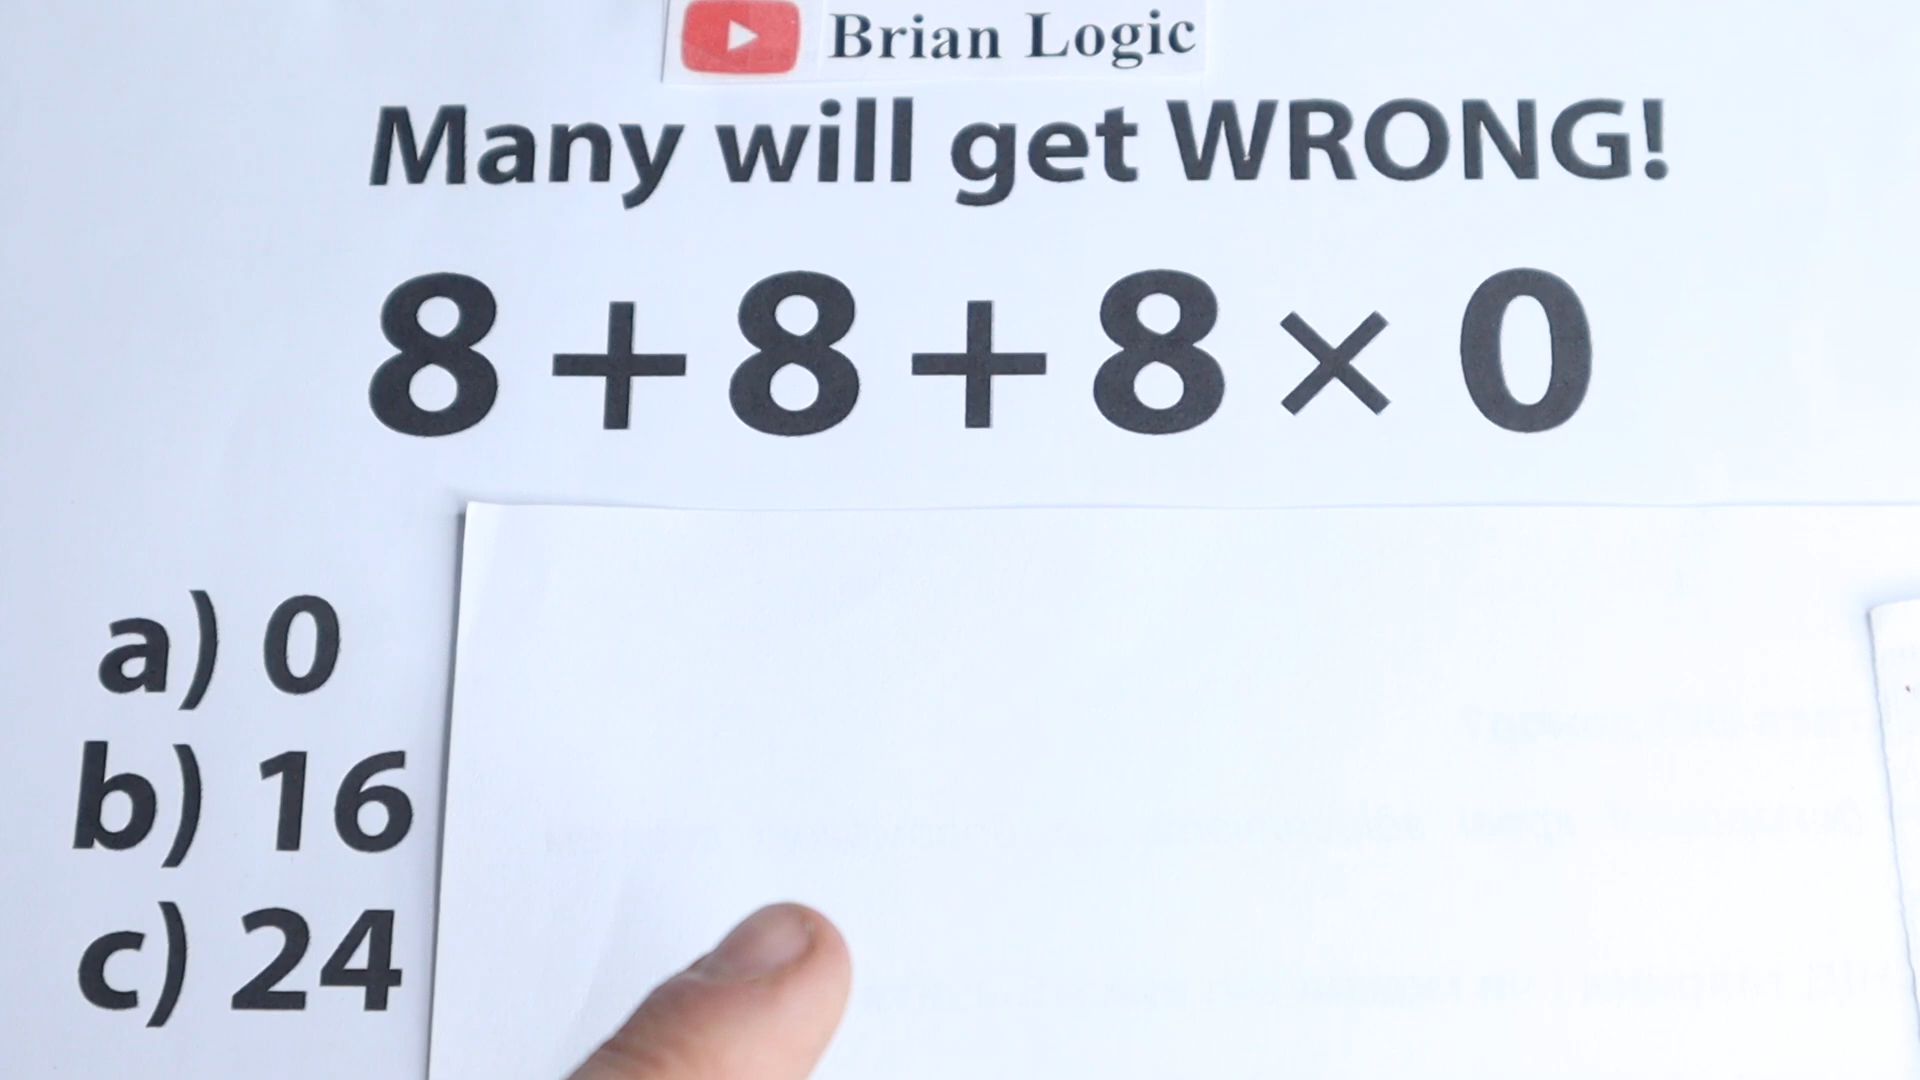 Brian Logic
Many will get WRONG!
8+8+8× 0
a) 0
b) 16
c) 24